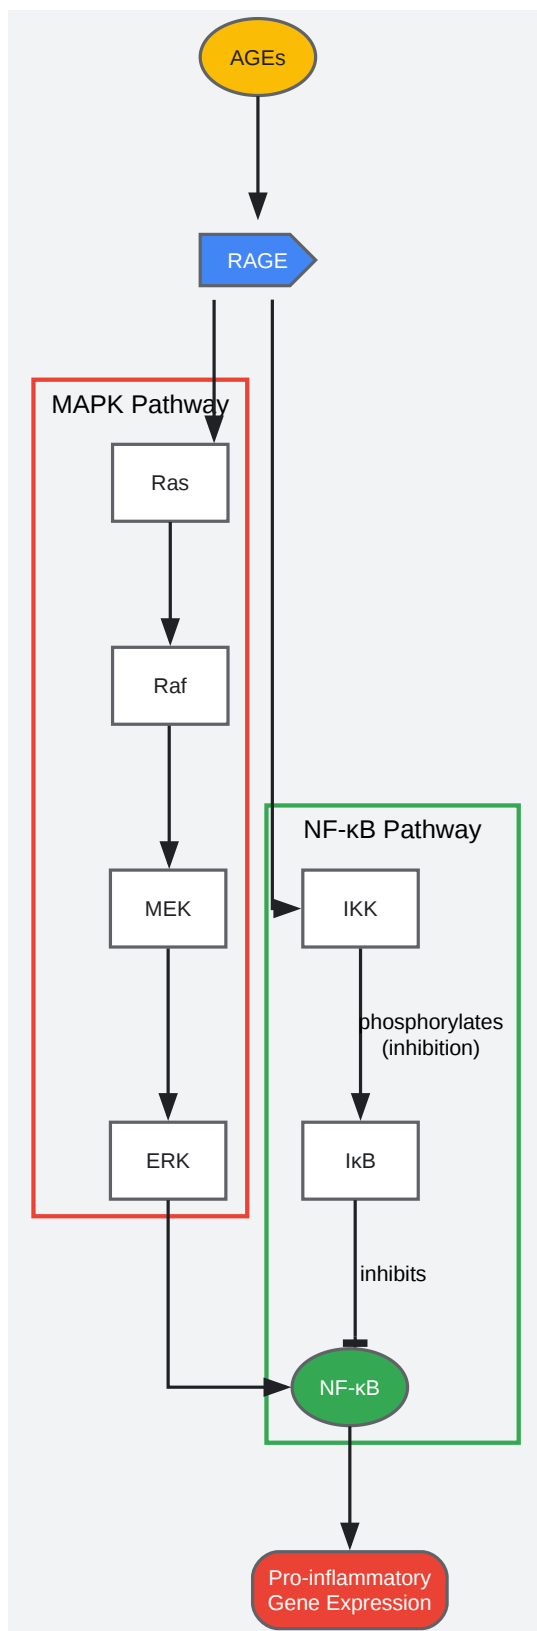 AGEs
RAGE
MAPK Pathway
Ras
Raf
NF-κB Pathway
MEK
IKK
phosphorylates
(inhibition)
ERK
IκB
inhibits
NF-κB
Pro-inflammatory
Gene Expression